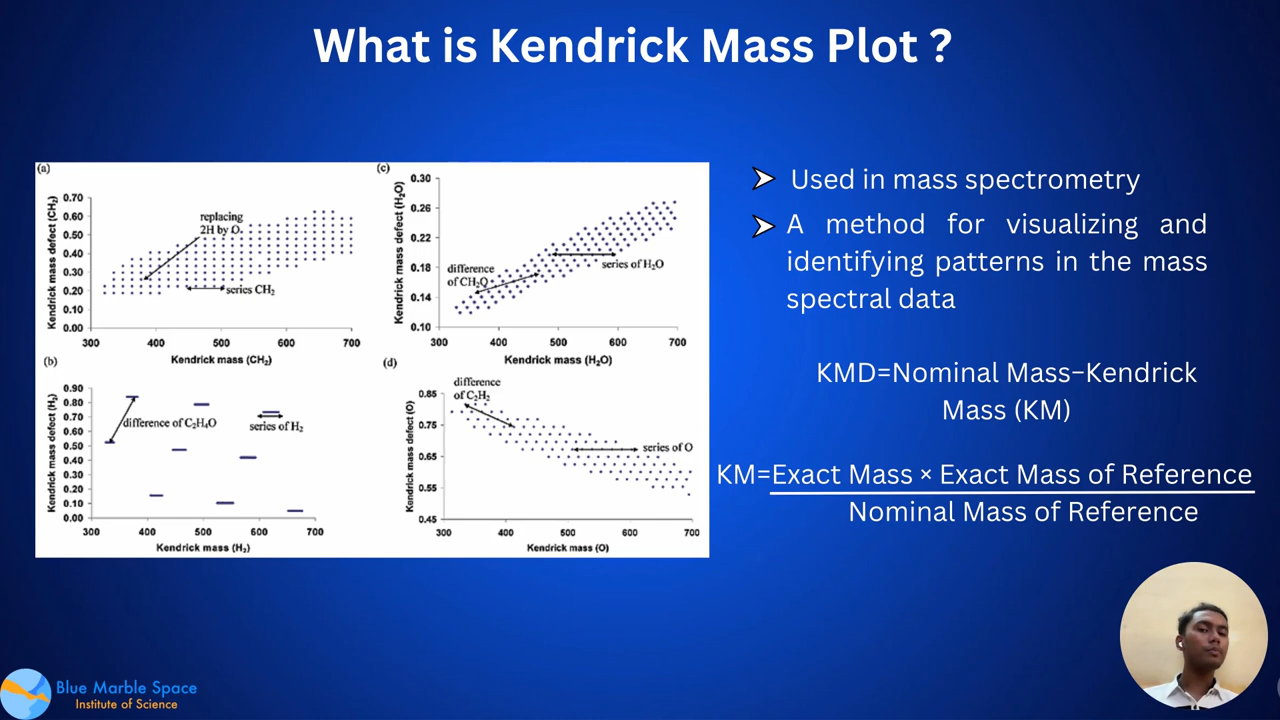 What is Kendrick Mass Plot ?
(a)
Kendrick mass defect (CH₂)
0.70
0.60
0.50
0.40
0.30
0.20
0.10
0.00
replacing
2H by O.
series CH₂
300
400
500
600
700
Kendrick mass (CH₂)
(c)
Kendrick mass defect (H₂O)
0.30
0.26
0.22
0.18
0.14
0.10
difference
of CH₂O
series of H₂O
300
400
500
600
700
Kendrick mass (H₂O)
(b)
Kendrick mass defect (H₂)
0.90
0.80
0.70
0.60
0.50
0.40
0.30
0.20
0.10
0.00
difference of C₂H₄O
series of H₂
300
400
500
600
700
Kendrick mass (H₂)
(d)
Kendrick mass defect (O)
0.85
0.75
0.65
0.55
0.45
difference
of C₂H₂
series of O
300
400
500
600
700
Kendrick mass (O)
Used in mass spectrometry
A method for visualizing and
identifying patterns in the mass
spectral data
KMD=Nominal Mass−Kendrick
Mass (KM)
KM=Exact Mass × Exact Mass of Reference
Nominal Mass of Reference
Blue Marble Space
Institute of Science